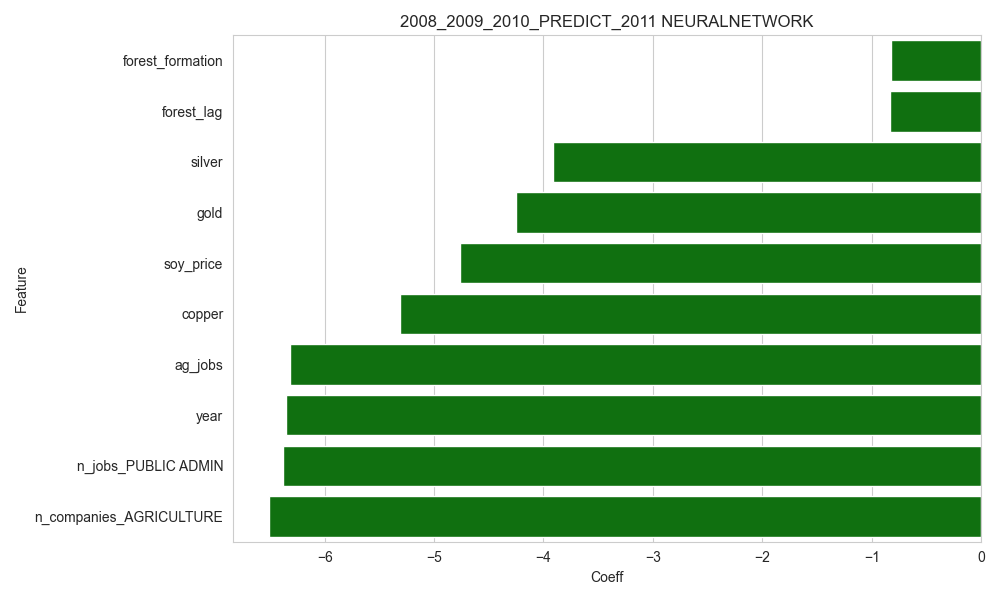 2008_2009_2010_PREDICT_2011 NEURALNETWORK
forest_formation
forest_lag
silver
gold
soy_price
copper
ag_jobs
year
n_jobs_PUBLIC ADMIN
n_companies_AGRICULTURE
Feature
−6 −5 −4 −3 −2 −1 0
Coeff